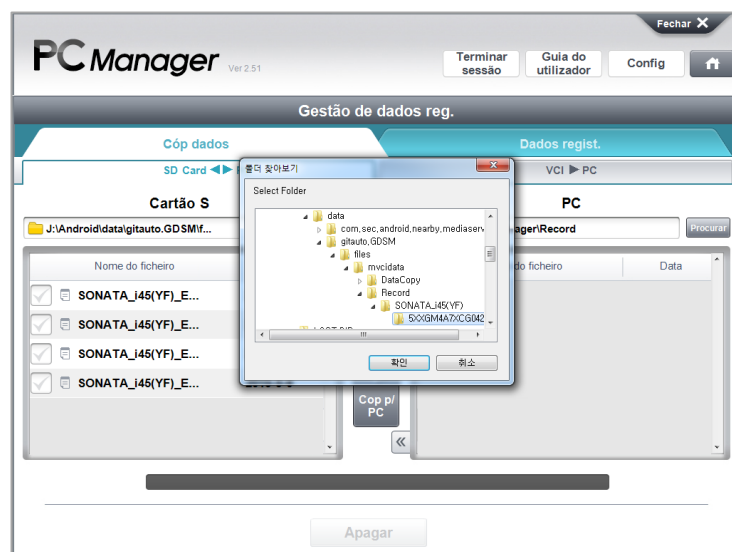 Fechar X
PC Manager Ver 2.51
Terminar sessão
Guia do utilizador
Config
Gestão de dados reg.
Cóp dados
Dados regist.
SD Card
VCI ▶ PC
Cartão S
PC
J:\Android\data\gitauto.GDSM\f...
ager\Record
Procurar
Nome do ficheiro
do ficheiro
Data
SONATA_i45(YF)_E...
SONATA_i45(YF)_E...
SONATA_i45(YF)_E...
SONATA_i45(YF)_E...
폴더 찾아보기
Select Folder
data
com,sec,android,nearby,mediaserv
gitauto,GDSM
files
mvcidata
DataCopy
Record
SONATA_i45(YF)
5XXGM4A7XCG042
확인
취소
Cop p/
PC
Apagar